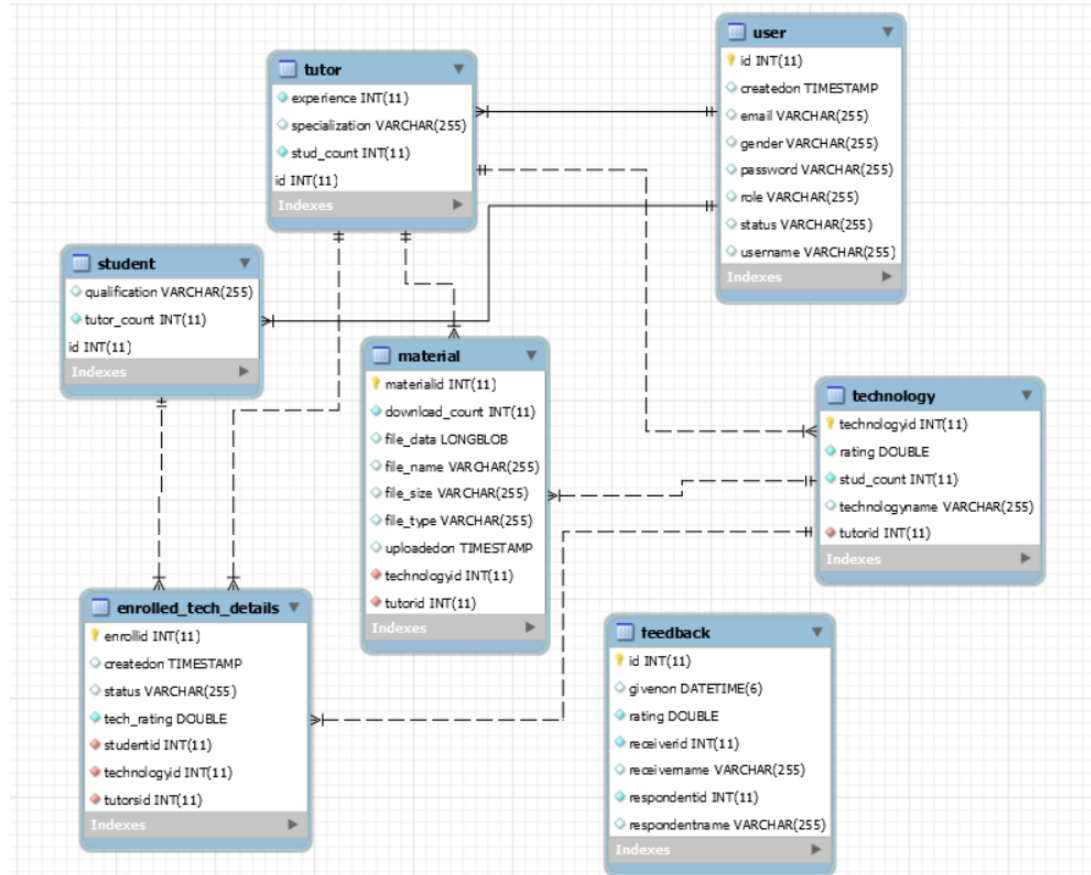 user
id INT(11)
createdon TIMESTAMP
email VARCHAR(255)
gender VARCHAR(255)
password VARCHAR(255)
role VARCHAR(255)
status VARCHAR(255)
username VARCHAR(255)
Indexes
tutor
experience INT(11)
specialization VARCHAR(255)
stud_count INT(11)
id INT(11)
Indexes
student
qualification VARCHAR(255)
tutor_count INT(11)
id INT(11)
Indexes
material
materialid INT(11)
download_count INT(11)
file_data LONGBLOB
file_name VARCHAR(255)
file_size VARCHAR(255)
file_type VARCHAR(255)
uploadedon TIMESTAMP
technologyid INT(11)
tutorid INT(11)
Indexes
technology
technologyid INT(11)
rating DOUBLE
stud_count INT(11)
technologyname VARCHAR(255)
tutorid INT(11)
Indexes
enrolled_tech_details
enrollid INT(11)
createdon TIMESTAMP
status VARCHAR(255)
tech_rating DOUBLE
studentid INT(11)
technologyid INT(11)
tutorsid INT(11)
Indexes
feedback
id INT(11)
givenon DATETIME(6)
rating DOUBLE
receiverid INT(11)
receivername VARCHAR(255)
respondentid INT(11)
respondentname VARCHAR(255)
Indexes